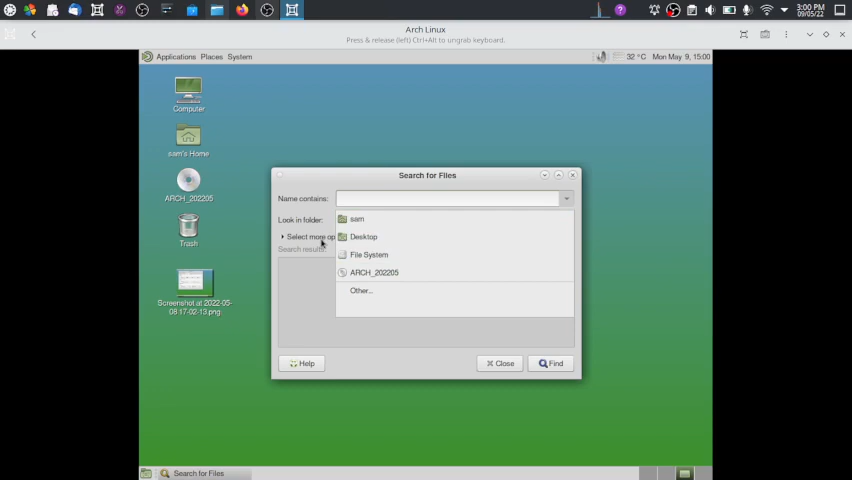 3:00 PM
09/05/22
Arch Linux
Press & release (left) Ctrl+Alt to ungrab keyboard.
Applications Places System
32 °C Mon May 9, 15:00
Computer
sam's Home
ARCH_202205
Trash
Screenshot at 2022-05-
08 17-02-13.png
Search for Files
Name contains:
Look in folder:
sam
Select more op
Desktop
Search results:
File System
ARCH_202205
Other...
Help
Close
Find
Search for Files